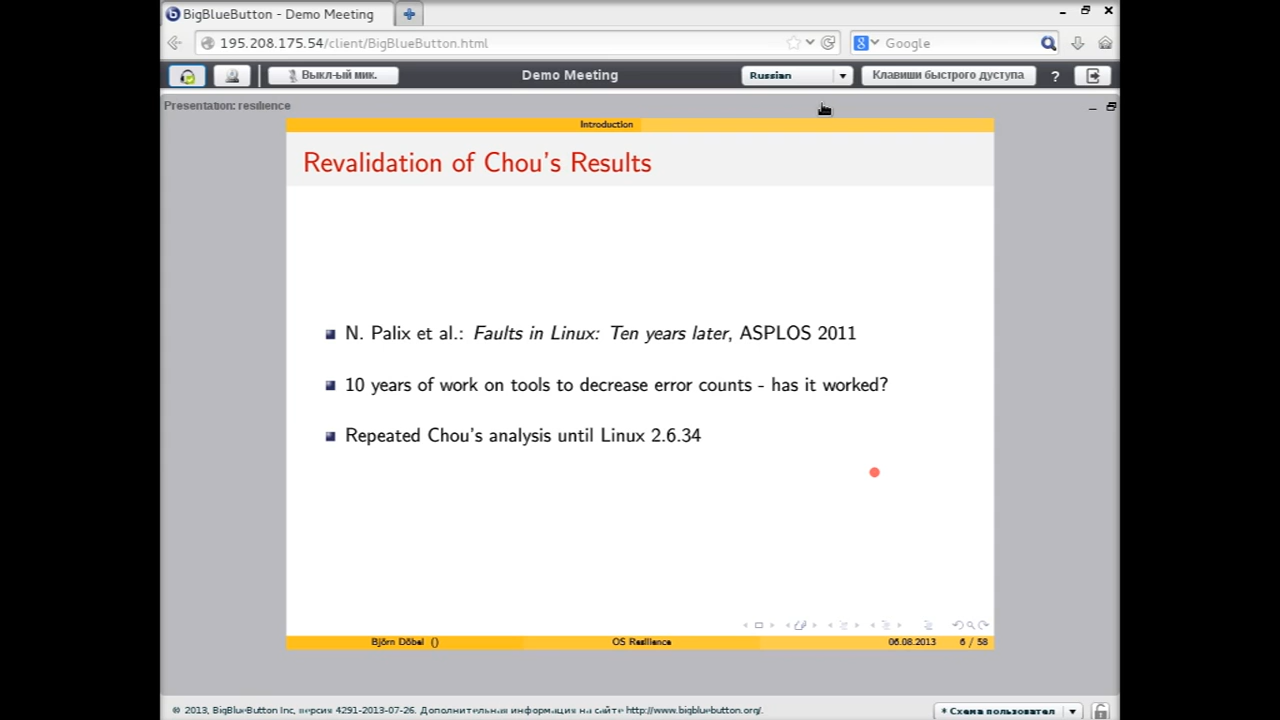 BigBlueButton - Demo Meeting
195.208.175.54/client/BigBlueButton.html
Google
Выкл-ый мик.
Demo Meeting
Russian
Клавиши быстрого доступа
?
Presentation: resilience
Introduction
Revalidation of Chou's Results
N. Palix et al.: Faults in Linux: Ten years later, ASPLOS 2011
10 years of work on tools to decrease error counts - has it worked?
Repeated Chou's analysis until Linux 2.6.34
Björn Döbel ()
OS Resilience
06.08.2013
6 / 58
© 2013, BigBlueButton Inc, версия 4291-2013-07-26. Дополнительная информация на сайте http://www.bigbluebutton.org/.
* Схема пользовател